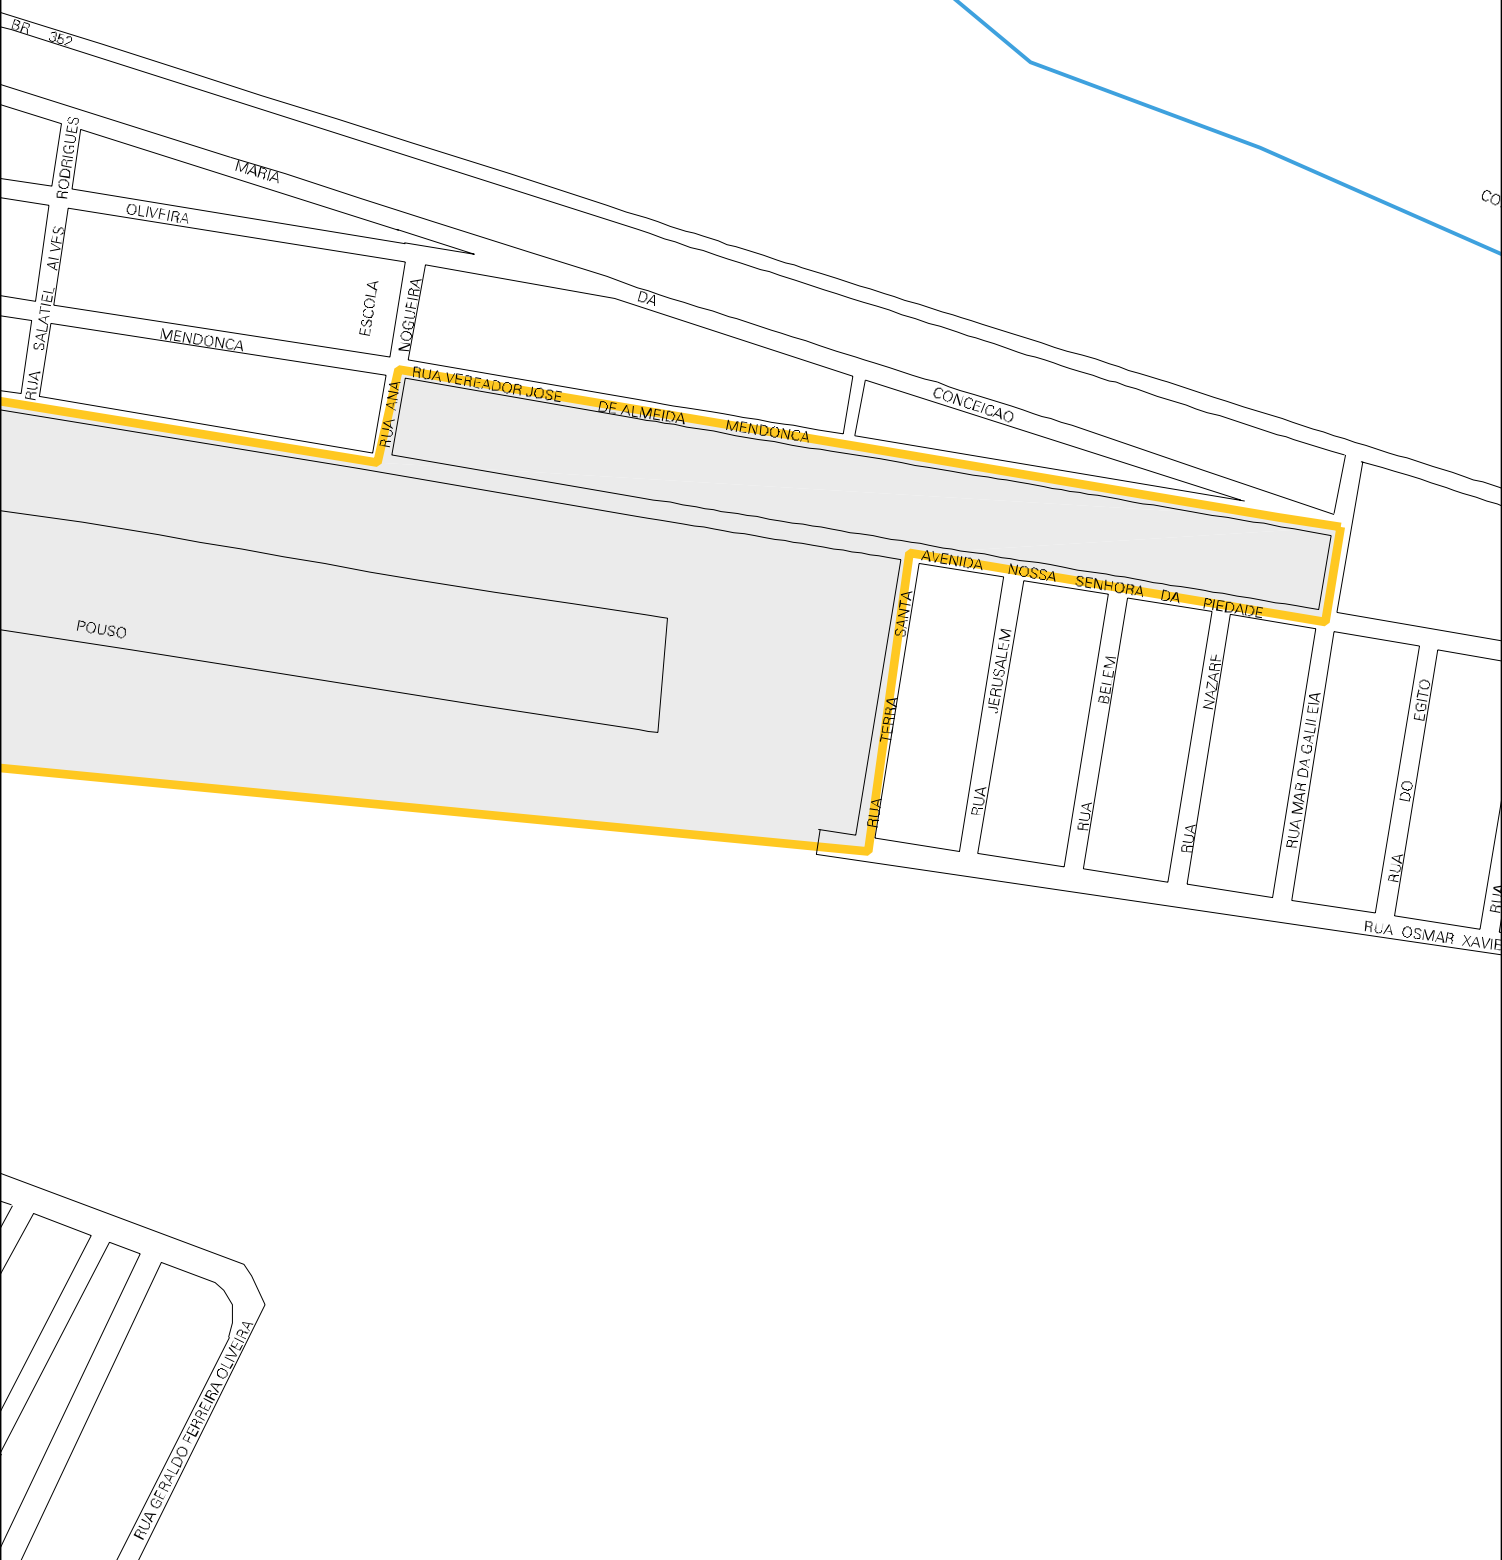 BR 352
CO
RODRIGUES
MARIA
OLIVEIRA
ALVES
SALATIEL
RUA
ESCOLA
NOGUEIRA
RUA ANA
DA
CONCEICAO
MENDONCA
RUA VEREADOR JOSE DE ALMEIDA MENDONCA
AVENIDA NOSSA SENHORA DA PIEDADE
POUSO
RUA TERRA SANTA
RUA JERUSALEM
RUA BELEM
RUA NAZARE
RUA MAR DA GALILEIA
RUA DO EGITO
RUA
RUA OSMAR XAVIE
RUA GERALDO FERREIRA OLIVEIRA